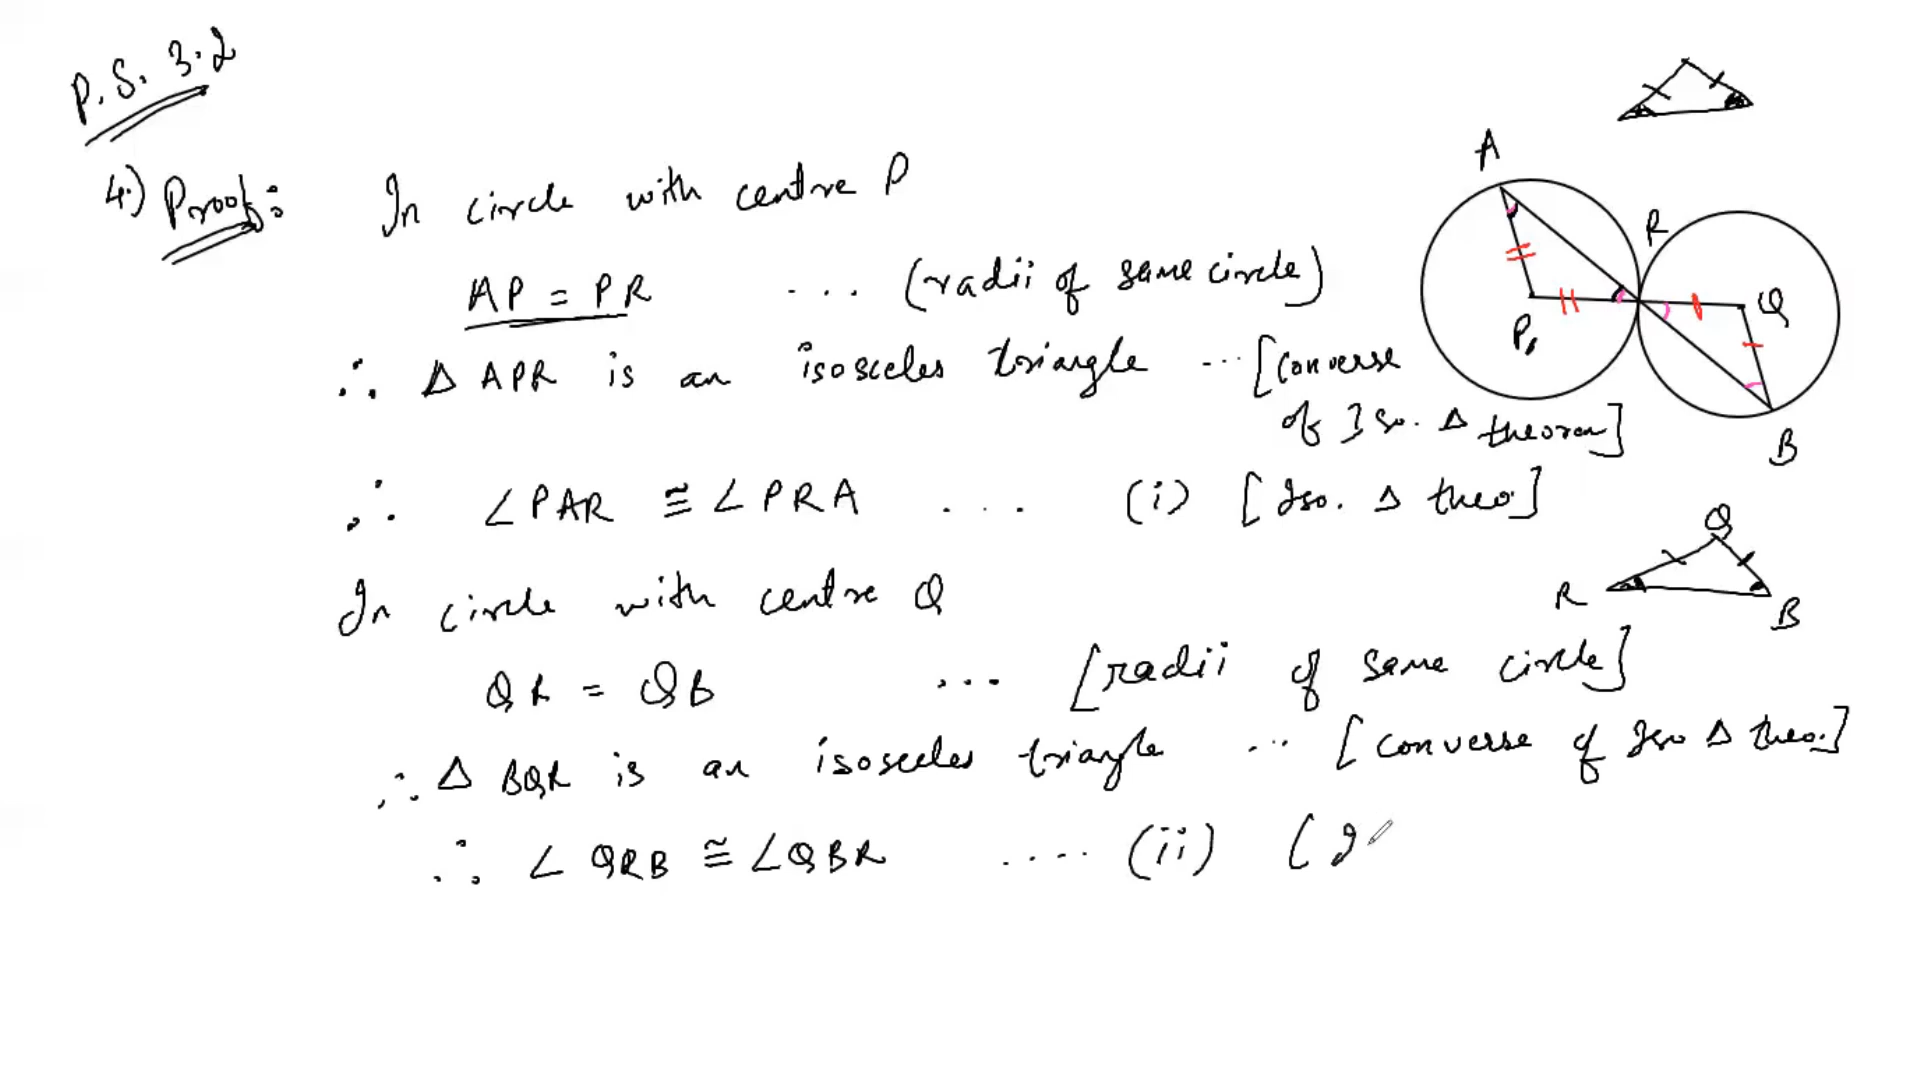 P.S. 3.2
4.) Proof: In circle with centre P
AP = PR ... (radii of same circle)
∴ Δ APR is an isosceles triangle ... [converse
of Iso. Δ theorem]
∴ ∠PAR ≅ ∠PRA .... (i) [Iso. Δ theo.]
In circle with centre Q
QR = QB ... [radii of same circle]
∴ Δ BQR is an isosceles triangle ... [converse of Iso Δ theo.]
∴ ∠QRB ≅ ∠QBR .... (ii) (I
A
R
P
Q
B
Q
R
B